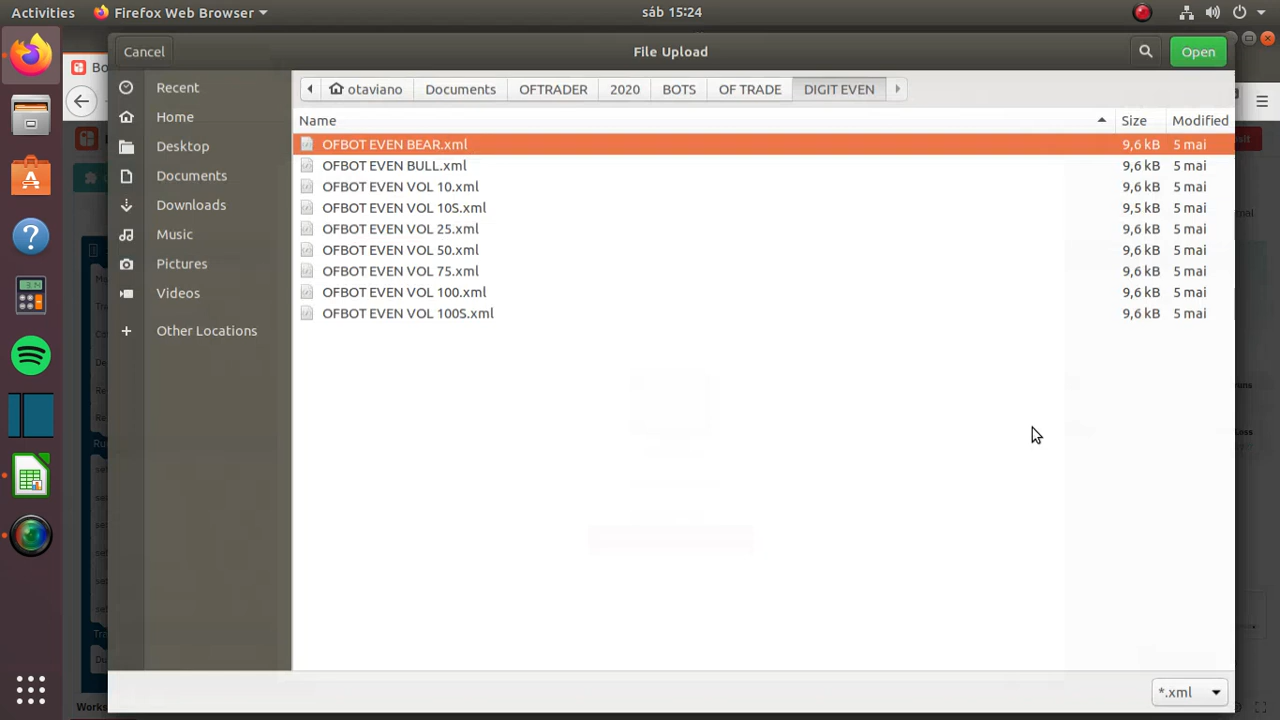 Activities
Firefox Web Browser
sáb 15:24
Cancel
File Upload
Open
Recent
Home
Desktop
Documents
Downloads
Music
Pictures
Videos
Other Locations
otaviano
Documents
OFTRADER
2020
BOTS
OF TRADE
DIGIT EVEN
Name Size Modified
OFBOT EVEN BEAR.xml 9,6 kB 5 mai
OFBOT EVEN BULL.xml 9,6 kB 5 mai
OFBOT EVEN VOL 10.xml 9,6 kB 5 mai
OFBOT EVEN VOL 10S.xml 9,5 kB 5 mai
OFBOT EVEN VOL 25.xml 9,6 kB 5 mai
OFBOT EVEN VOL 50.xml 9,6 kB 5 mai
OFBOT EVEN VOL 75.xml 9,6 kB 5 mai
OFBOT EVEN VOL 100.xml 9,6 kB 5 mai
OFBOT EVEN VOL 100S.xml 9,6 kB 5 mai
*.xml